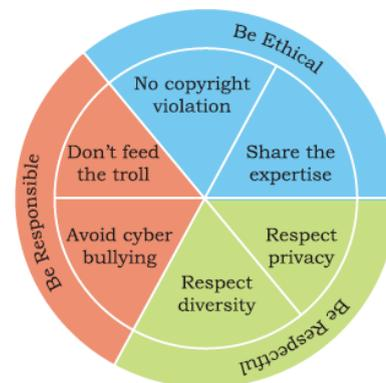 Be Ethical
No copyright
violation
Share the
expertise
Don't feed
the troll
Be Responsible
Avoid cyber
bullying
Respect
privacy
Respect
diversity
Be Respectful